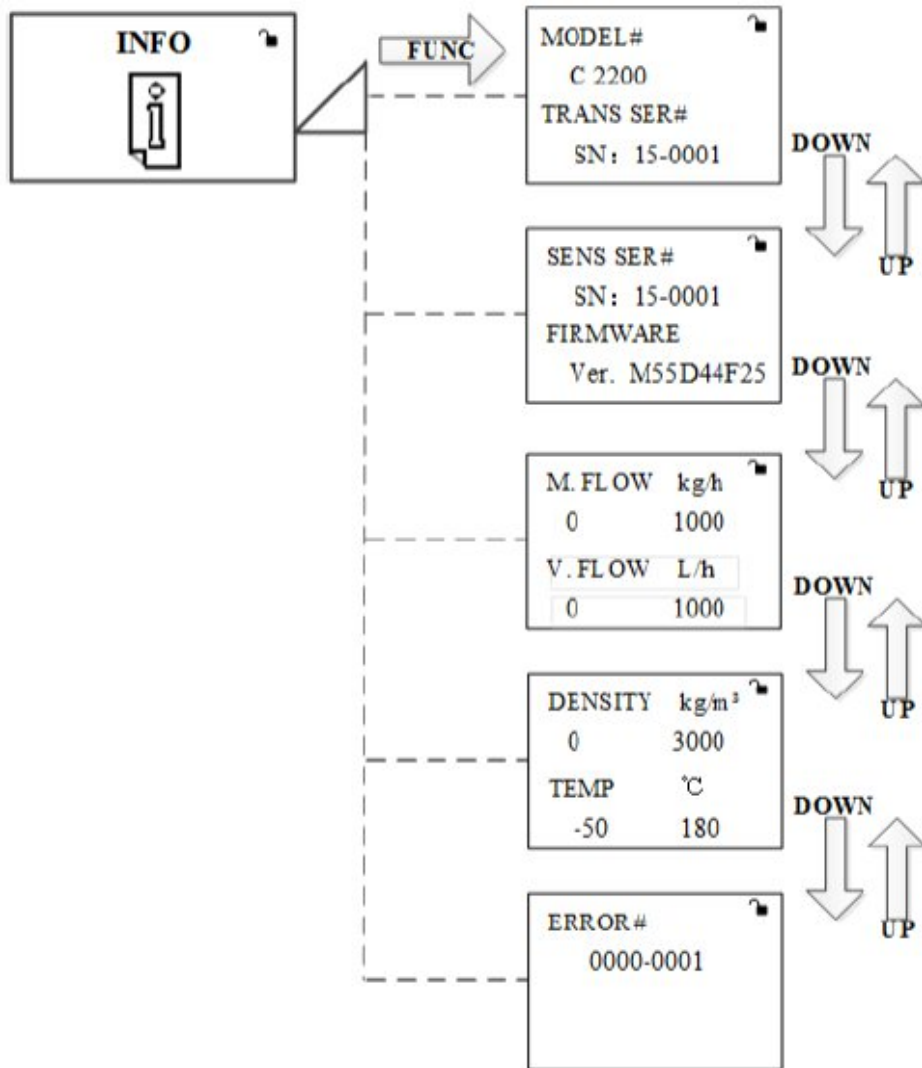 INFO
FUNC
MODEL#
C 2200
TRANS SER#
SN: 15-0001
DOWN
UP
SENS SER#
SN: 15-0001
FIRMWARE
Ver. M55D44F25
DOWN
UP
M.FLOW kg/h
0 1000
V.FLOW L/h
0 1000
DOWN
UP
DENSITY kg/m³
0 3000
TEMP ℃
-50 180
DOWN
UP
ERROR#
0000-0001